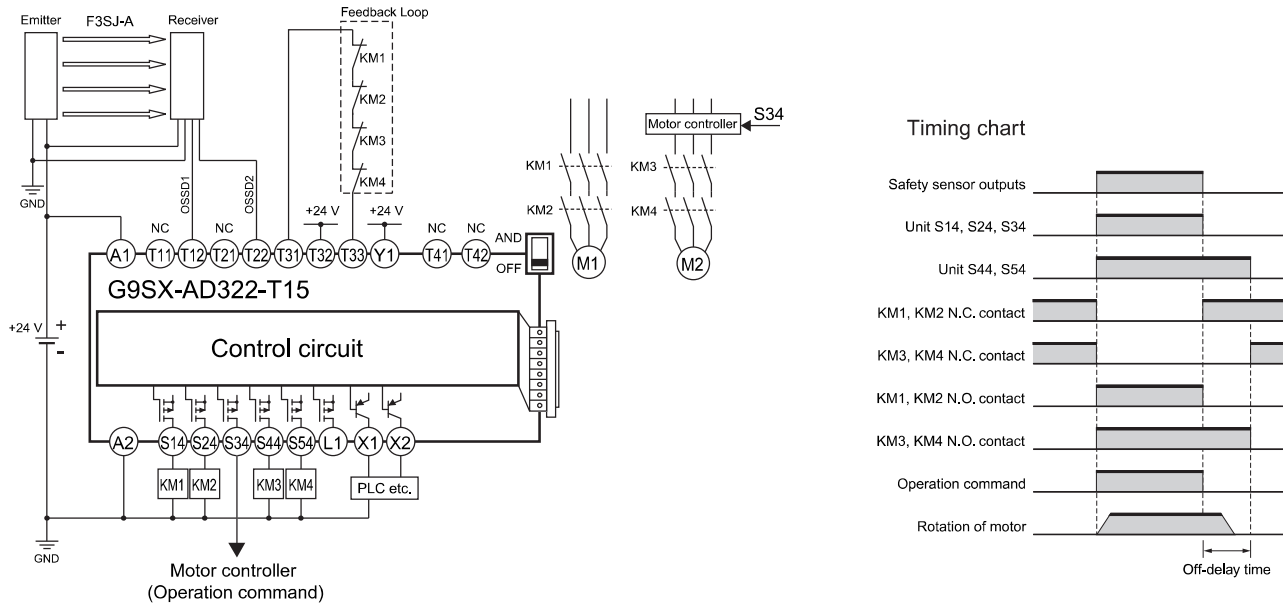 Emitter
F3SJ-A
Receiver
Feedback Loop
KM1
KM2
KM3
KM4
GND
OSSD1
OSSD2
+24 V
+24 V
NC
NC
NC
NC
A1
T11
T12
T21
T22
T31
T32
T33
Y1
T41
T42
AND
OFF
G9SX-AD322-T15
Control circuit
+24 V
+
-
A2
S14
S24
S34
S44
S54
L1
X1
X2
KM1
KM2
KM3
KM4
PLC etc.
GND
Motor controller
(Operation command)
Motor controller
S34
KM1
KM2
M1
KM3
KM4
M2
Timing chart
Safety sensor outputs
Unit S14, S24, S34
Unit S44, S54
KM1, KM2 N.C. contact
KM3, KM4 N.C. contact
KM1, KM2 N.O. contact
KM3, KM4 N.O. contact
Operation command
Rotation of motor
Off-delay time